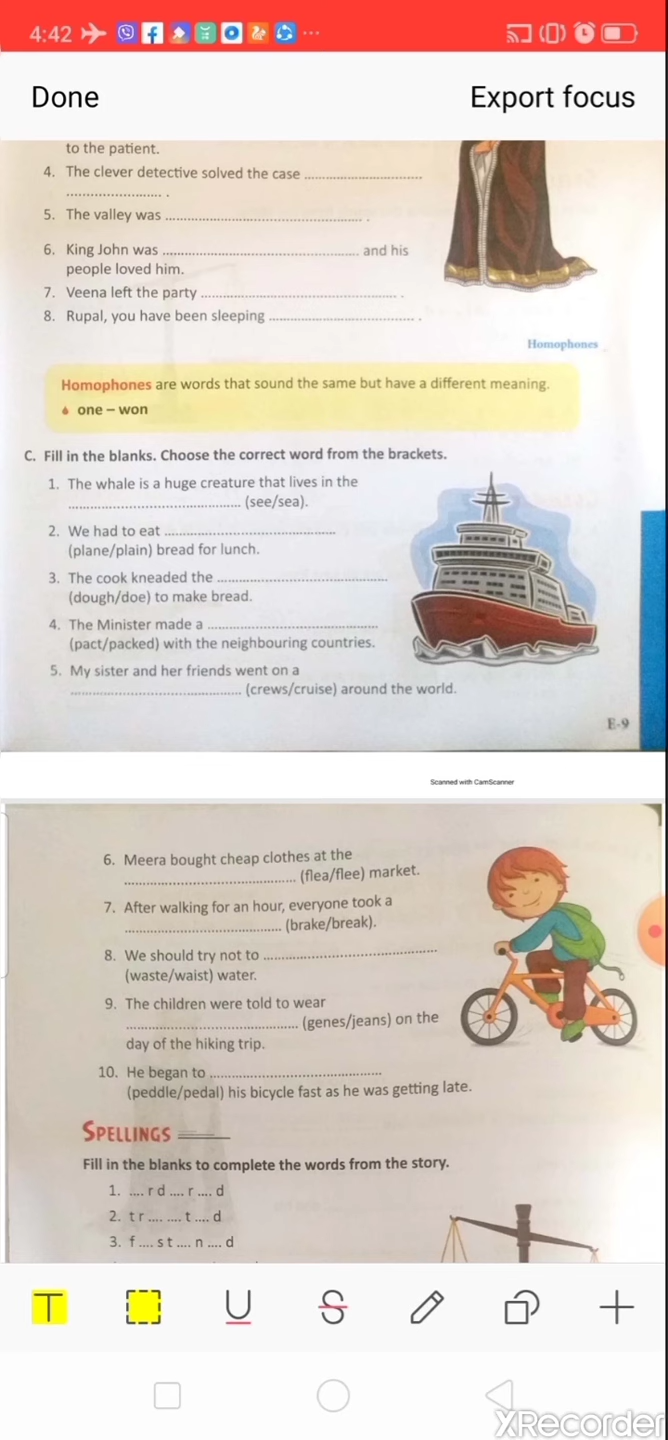 4:42
Done Export focus
to the patient.
4. The clever detective solved the case ..............................
........................ .
5. The valley was .................................................. .
6. King John was .................................................. and his
people loved him.
7. Veena left the party .................................................. .
8. Rupal, you have been sleeping ...................................... .
Homophones
Homophones are words that sound the same but have a different meaning.
one – won
C. Fill in the blanks. Choose the correct word from the brackets.
1. The whale is a huge creature that lives in the
............................................ (see/sea).
2. We had to eat ............................................
(plane/plain) bread for lunch.
3. The cook kneaded the ............................................
(dough/doe) to make bread.
4. The Minister made a ............................................
(pact/packed) with the neighbouring countries.
5. My sister and her friends went on a
............................................ (crews/cruise) around the world.
E-9
Scanned with CamScanner
6. Meera bought cheap clothes at the
............................................ (flea/flee) market.
7. After walking for an hour, everyone took a
........................................ (brake/break).
8. We should try not to ............................................
(waste/waist) water.
9. The children were told to wear
............................................ (genes/jeans) on the
day of the hiking trip.
10. He began to ............................................
(peddle/pedal) his bicycle fast as he was getting late.
SPELLINGS
Fill in the blanks to complete the words from the story.
1. .... r d .... r .... d
2. t r .... .... t .... d
3. f .... s t .... n .... d
T U S
XRecorder